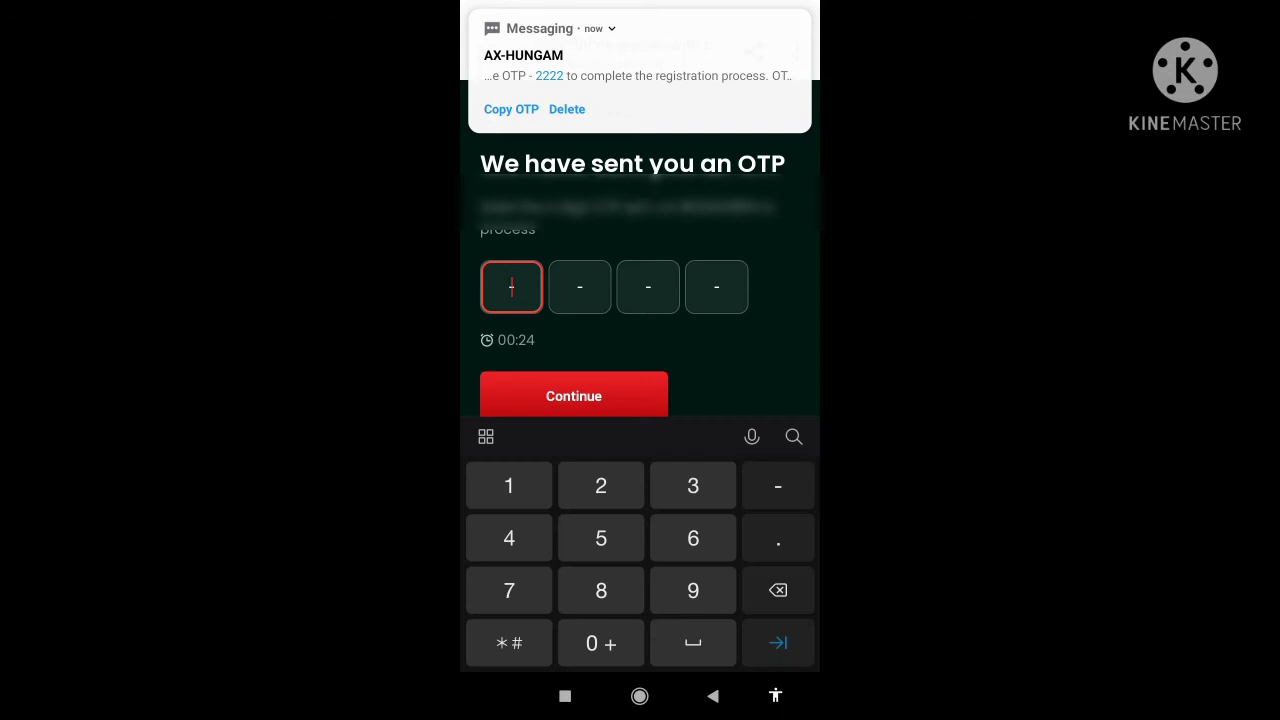 Messaging · now
AX-HUNGAM
...e OTP - 2222 to complete the registration process. OT..
Copy OTP Delete
We have sent you an OTP
process
- - - -
00:24
Continue
1 2 3 -
4 5 6 .
7 8 9
*# 0 +
K
KINEMASTER